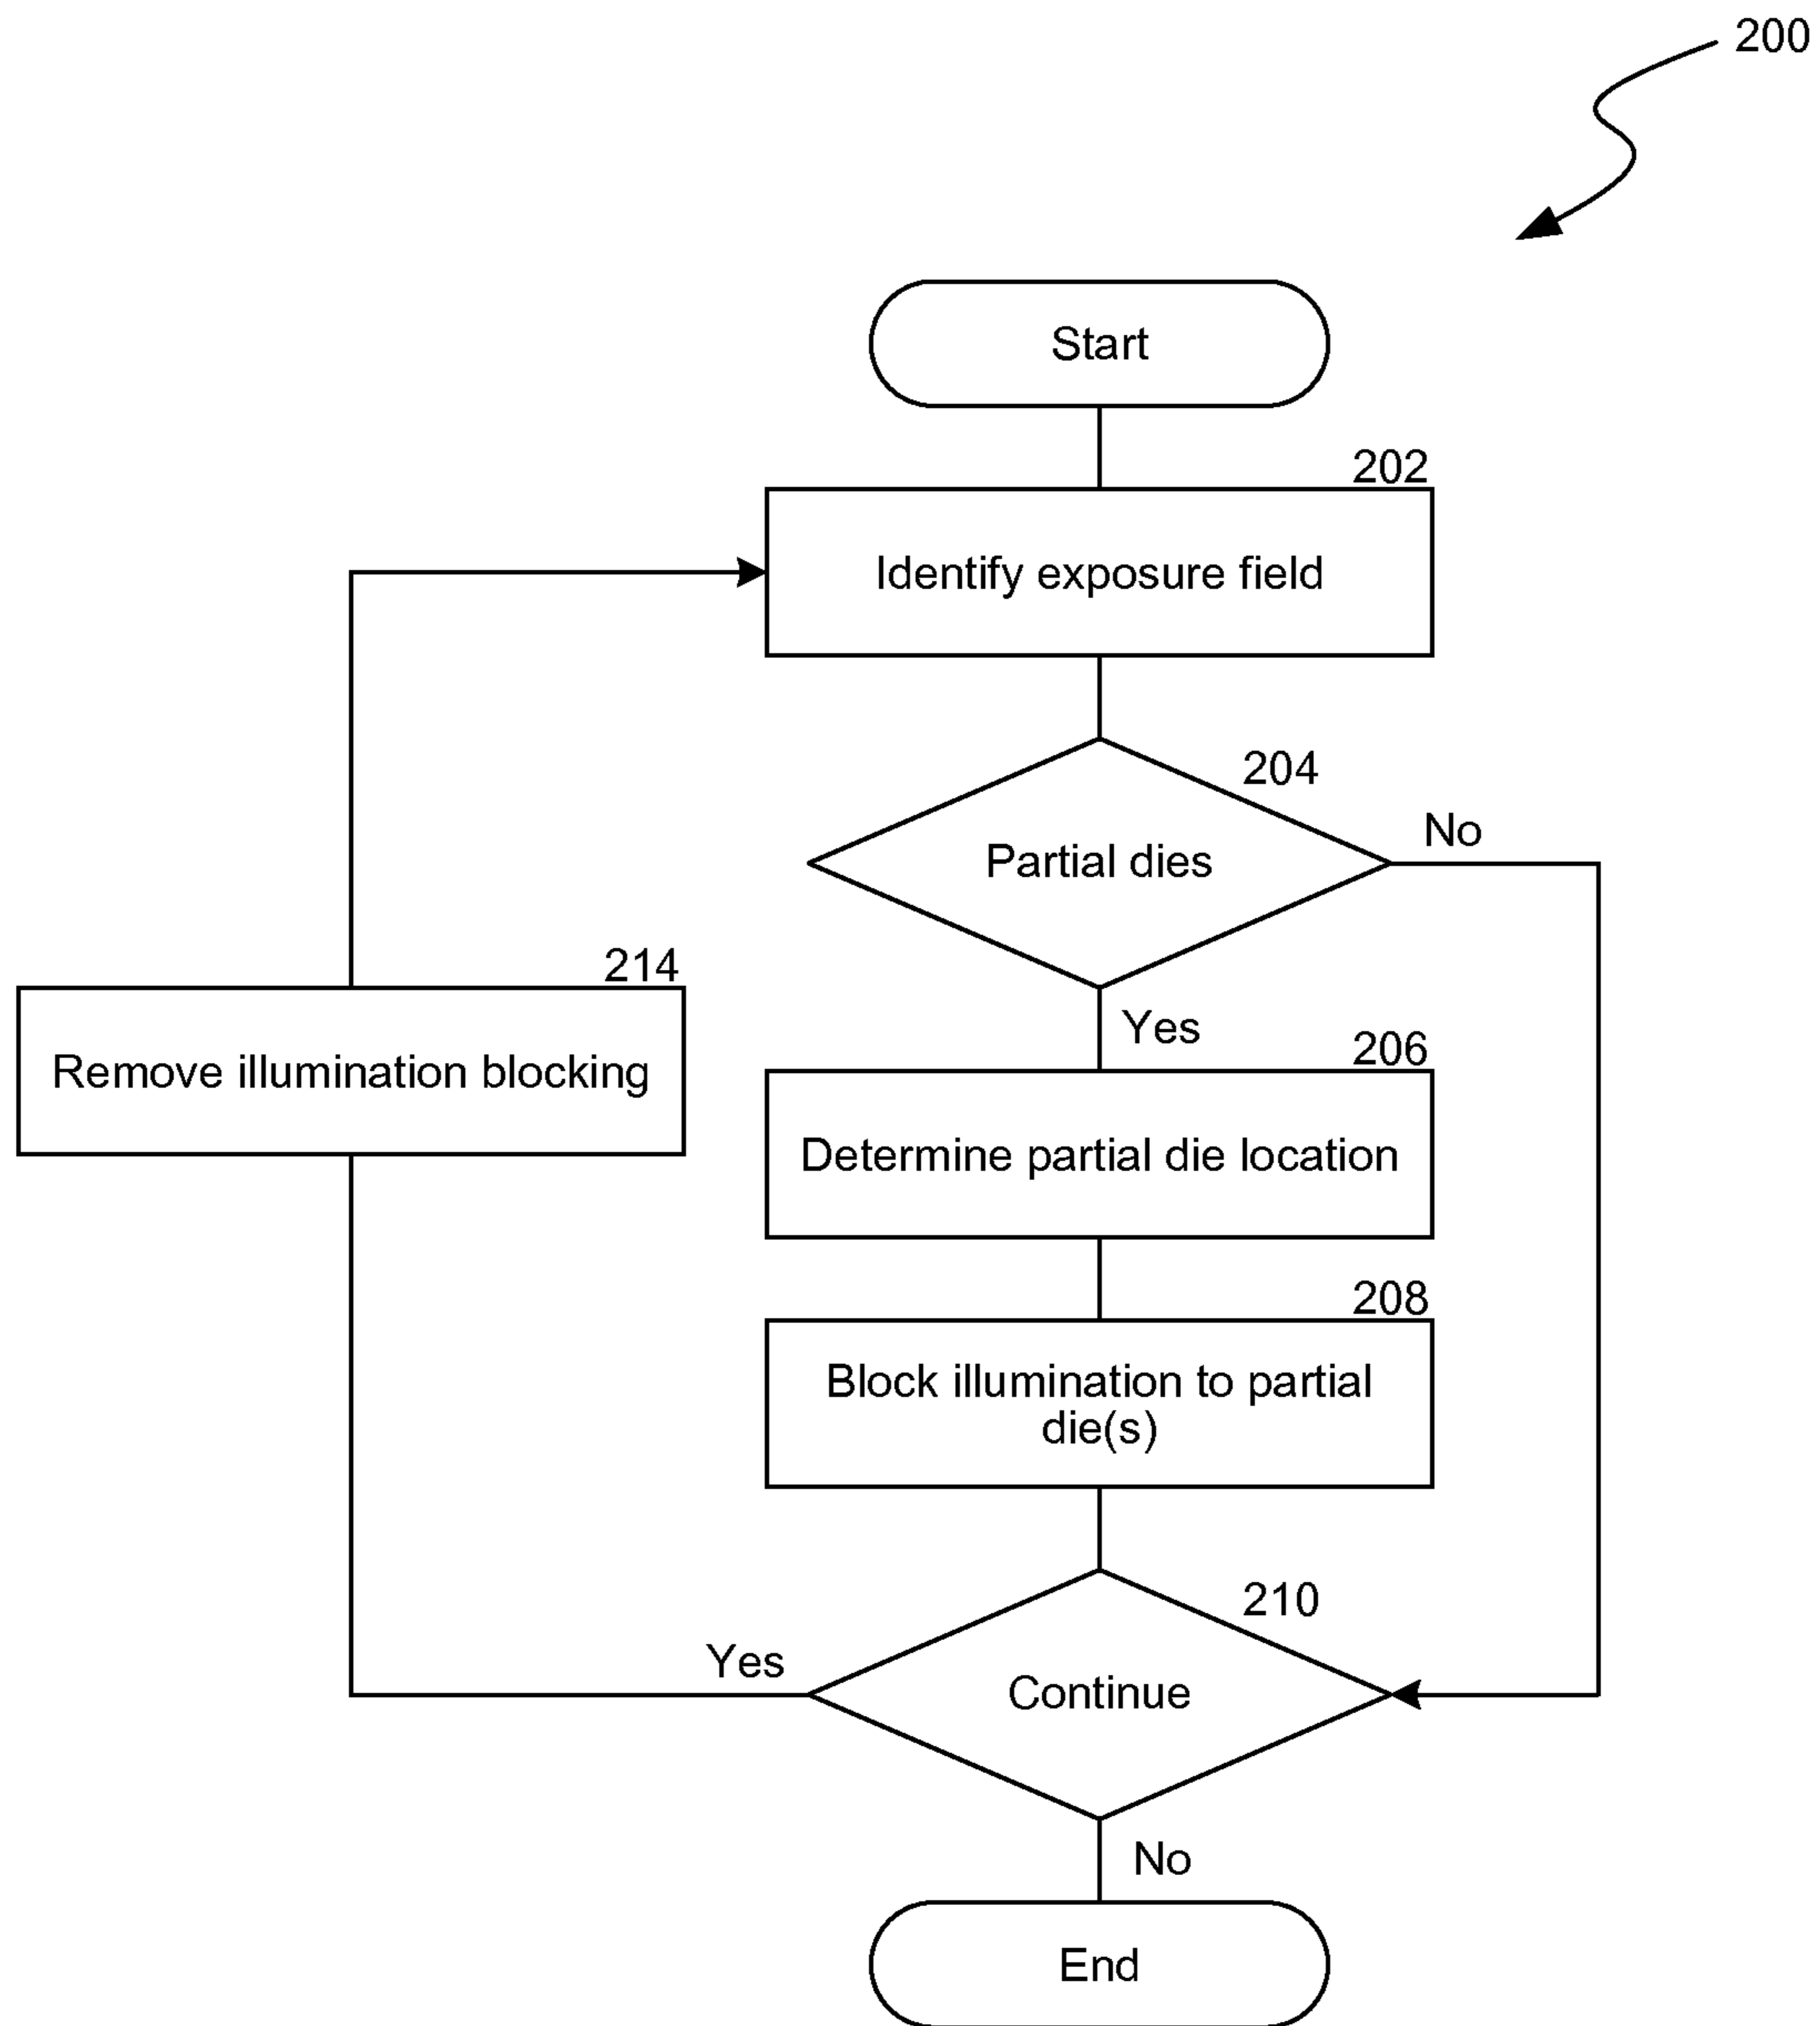 200
Start
202
Identify exposure field
204
Partial dies
No
Yes
214
Remove illumination blocking
206
Determine partial die location
208
Block illumination to partial
die(s)
210
Continue
Yes
No
End